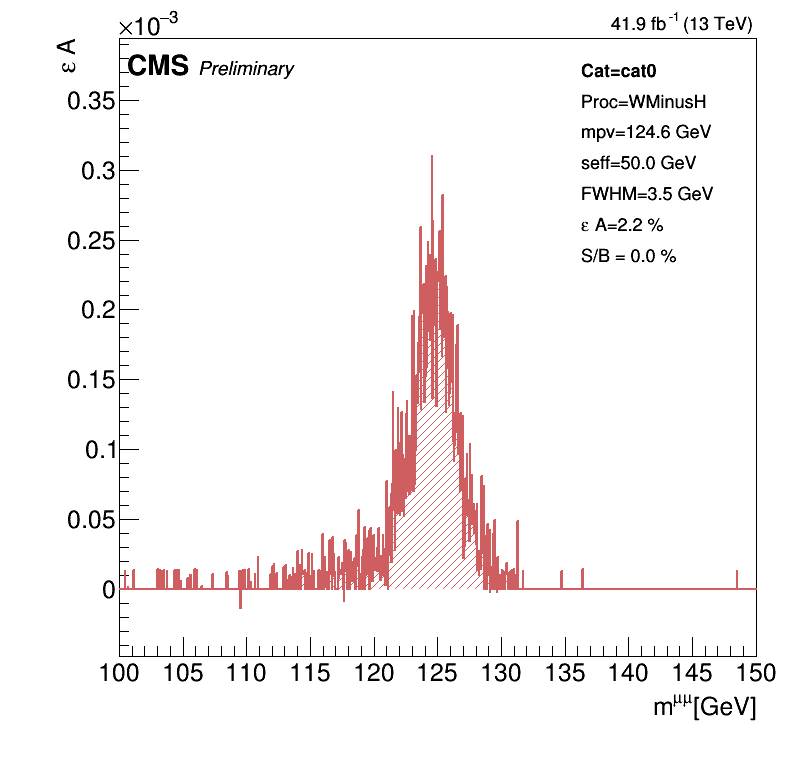 ×10⁻³
41.9 fb⁻¹ (13 TeV)
ε A
CMS Preliminary
Cat=cat0
Proc=WMinusH
mpv=124.6 GeV
seff=50.0 GeV
FWHM=3.5 GeV
ε A=2.2 %
S/B = 0.0 %
0.35
0.3
0.25
0.2
0.15
0.1
0.05
0
100 105 110 115 120 125 130 135 140 145 150
m^μμ[GeV]